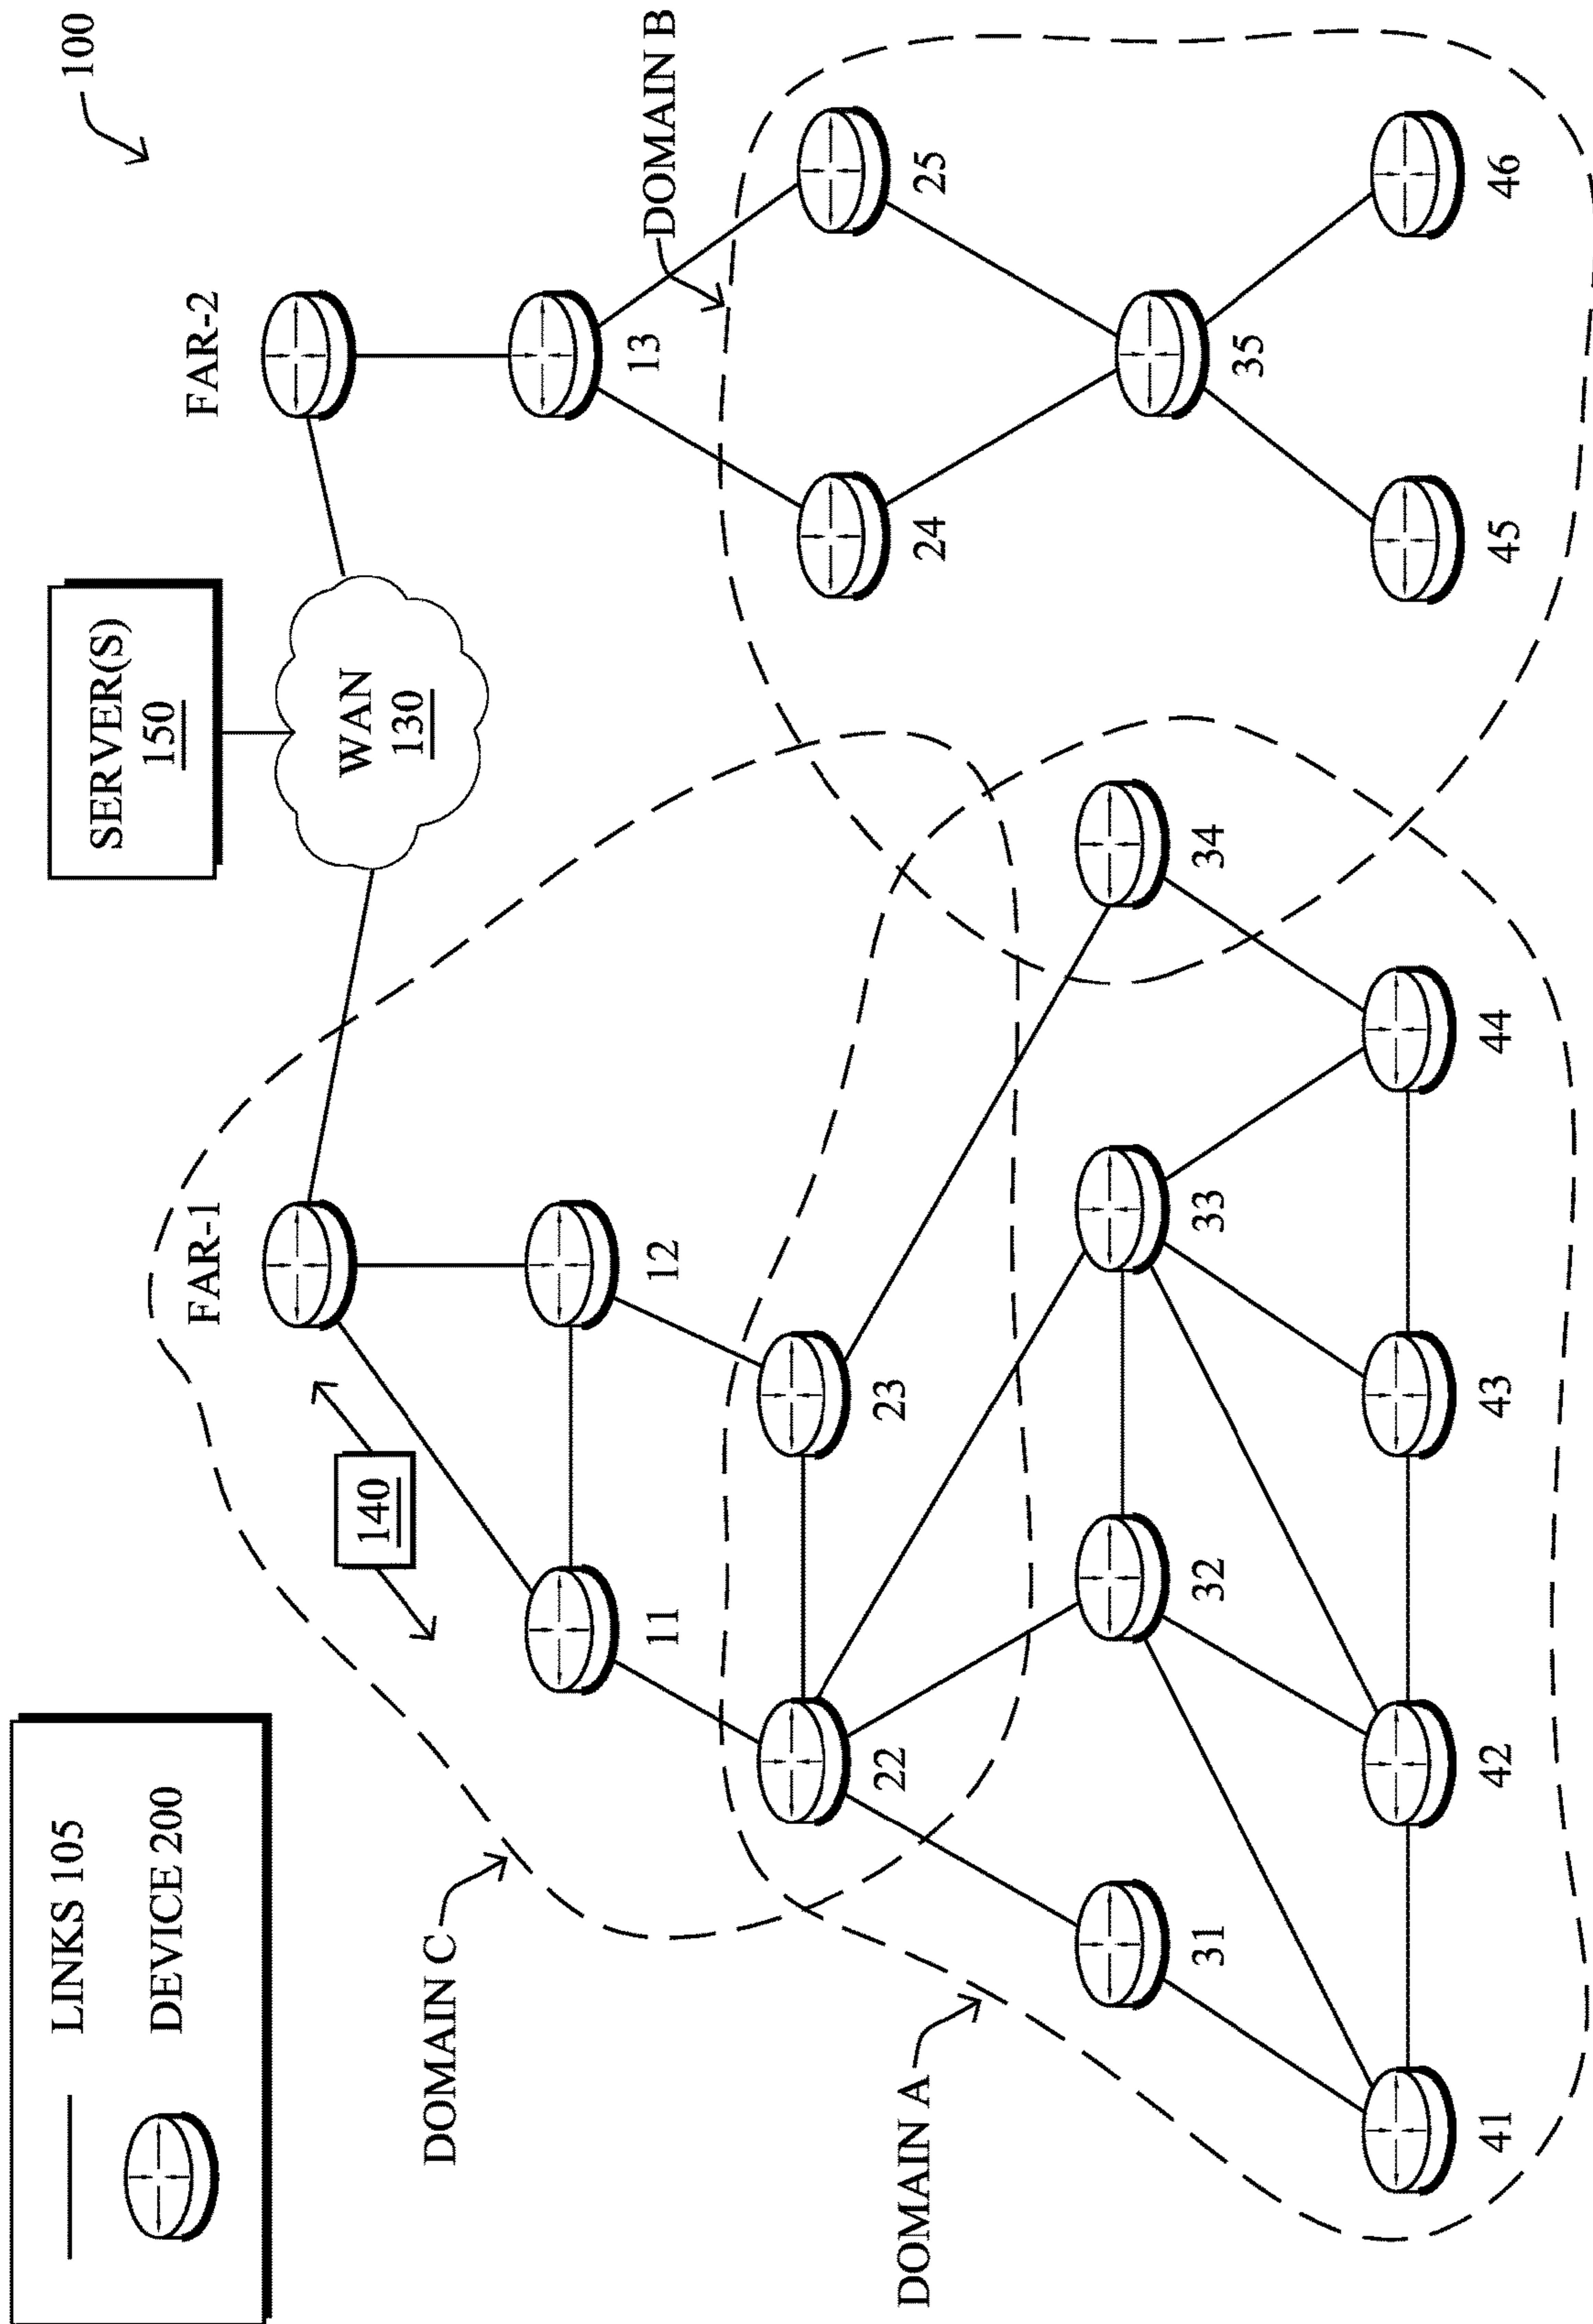 LINKS 105
DEVICE 200
100
SERVER(S)
150
WAN
130
FAR-1
FAR-2
140
11
12
13
DOMAIN C
DOMAIN B
22
23
24
25
DOMAIN A
31
32
33
34
35
41
42
43
44
45
46